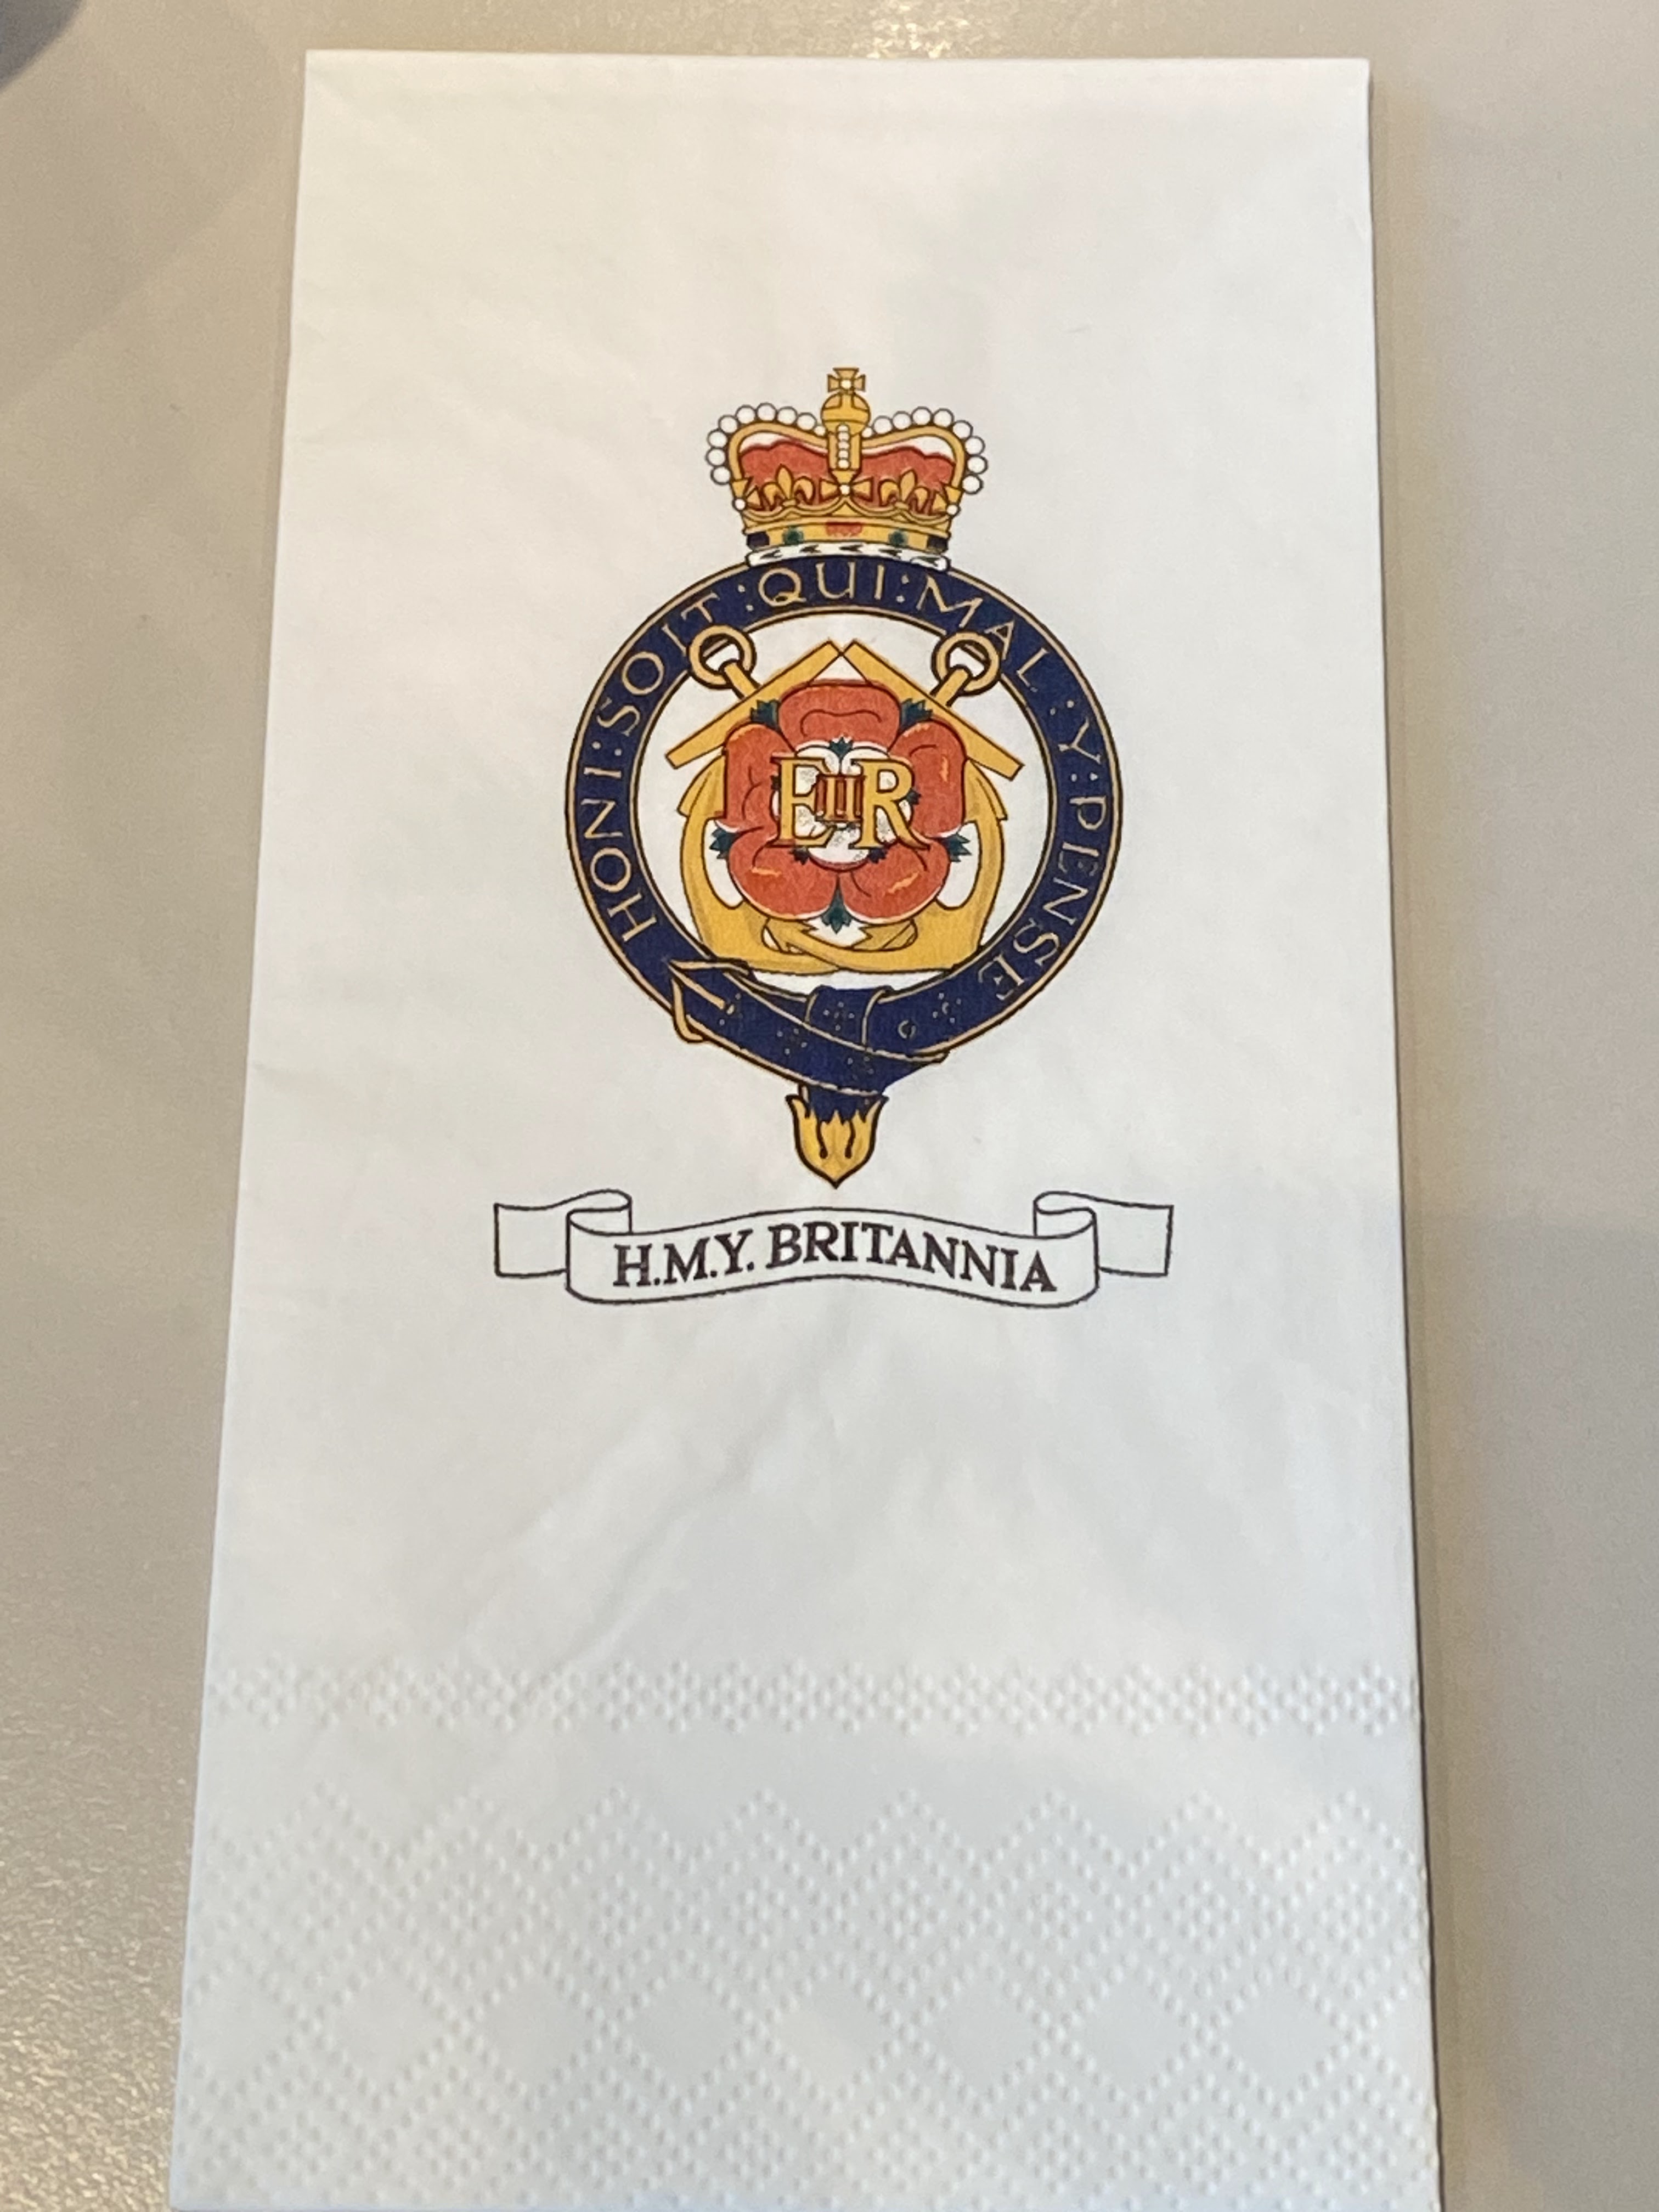 HONI:SOIT:QUI:MAL:Y:PENSE
EIIR
H.M.Y. BRITANNIA